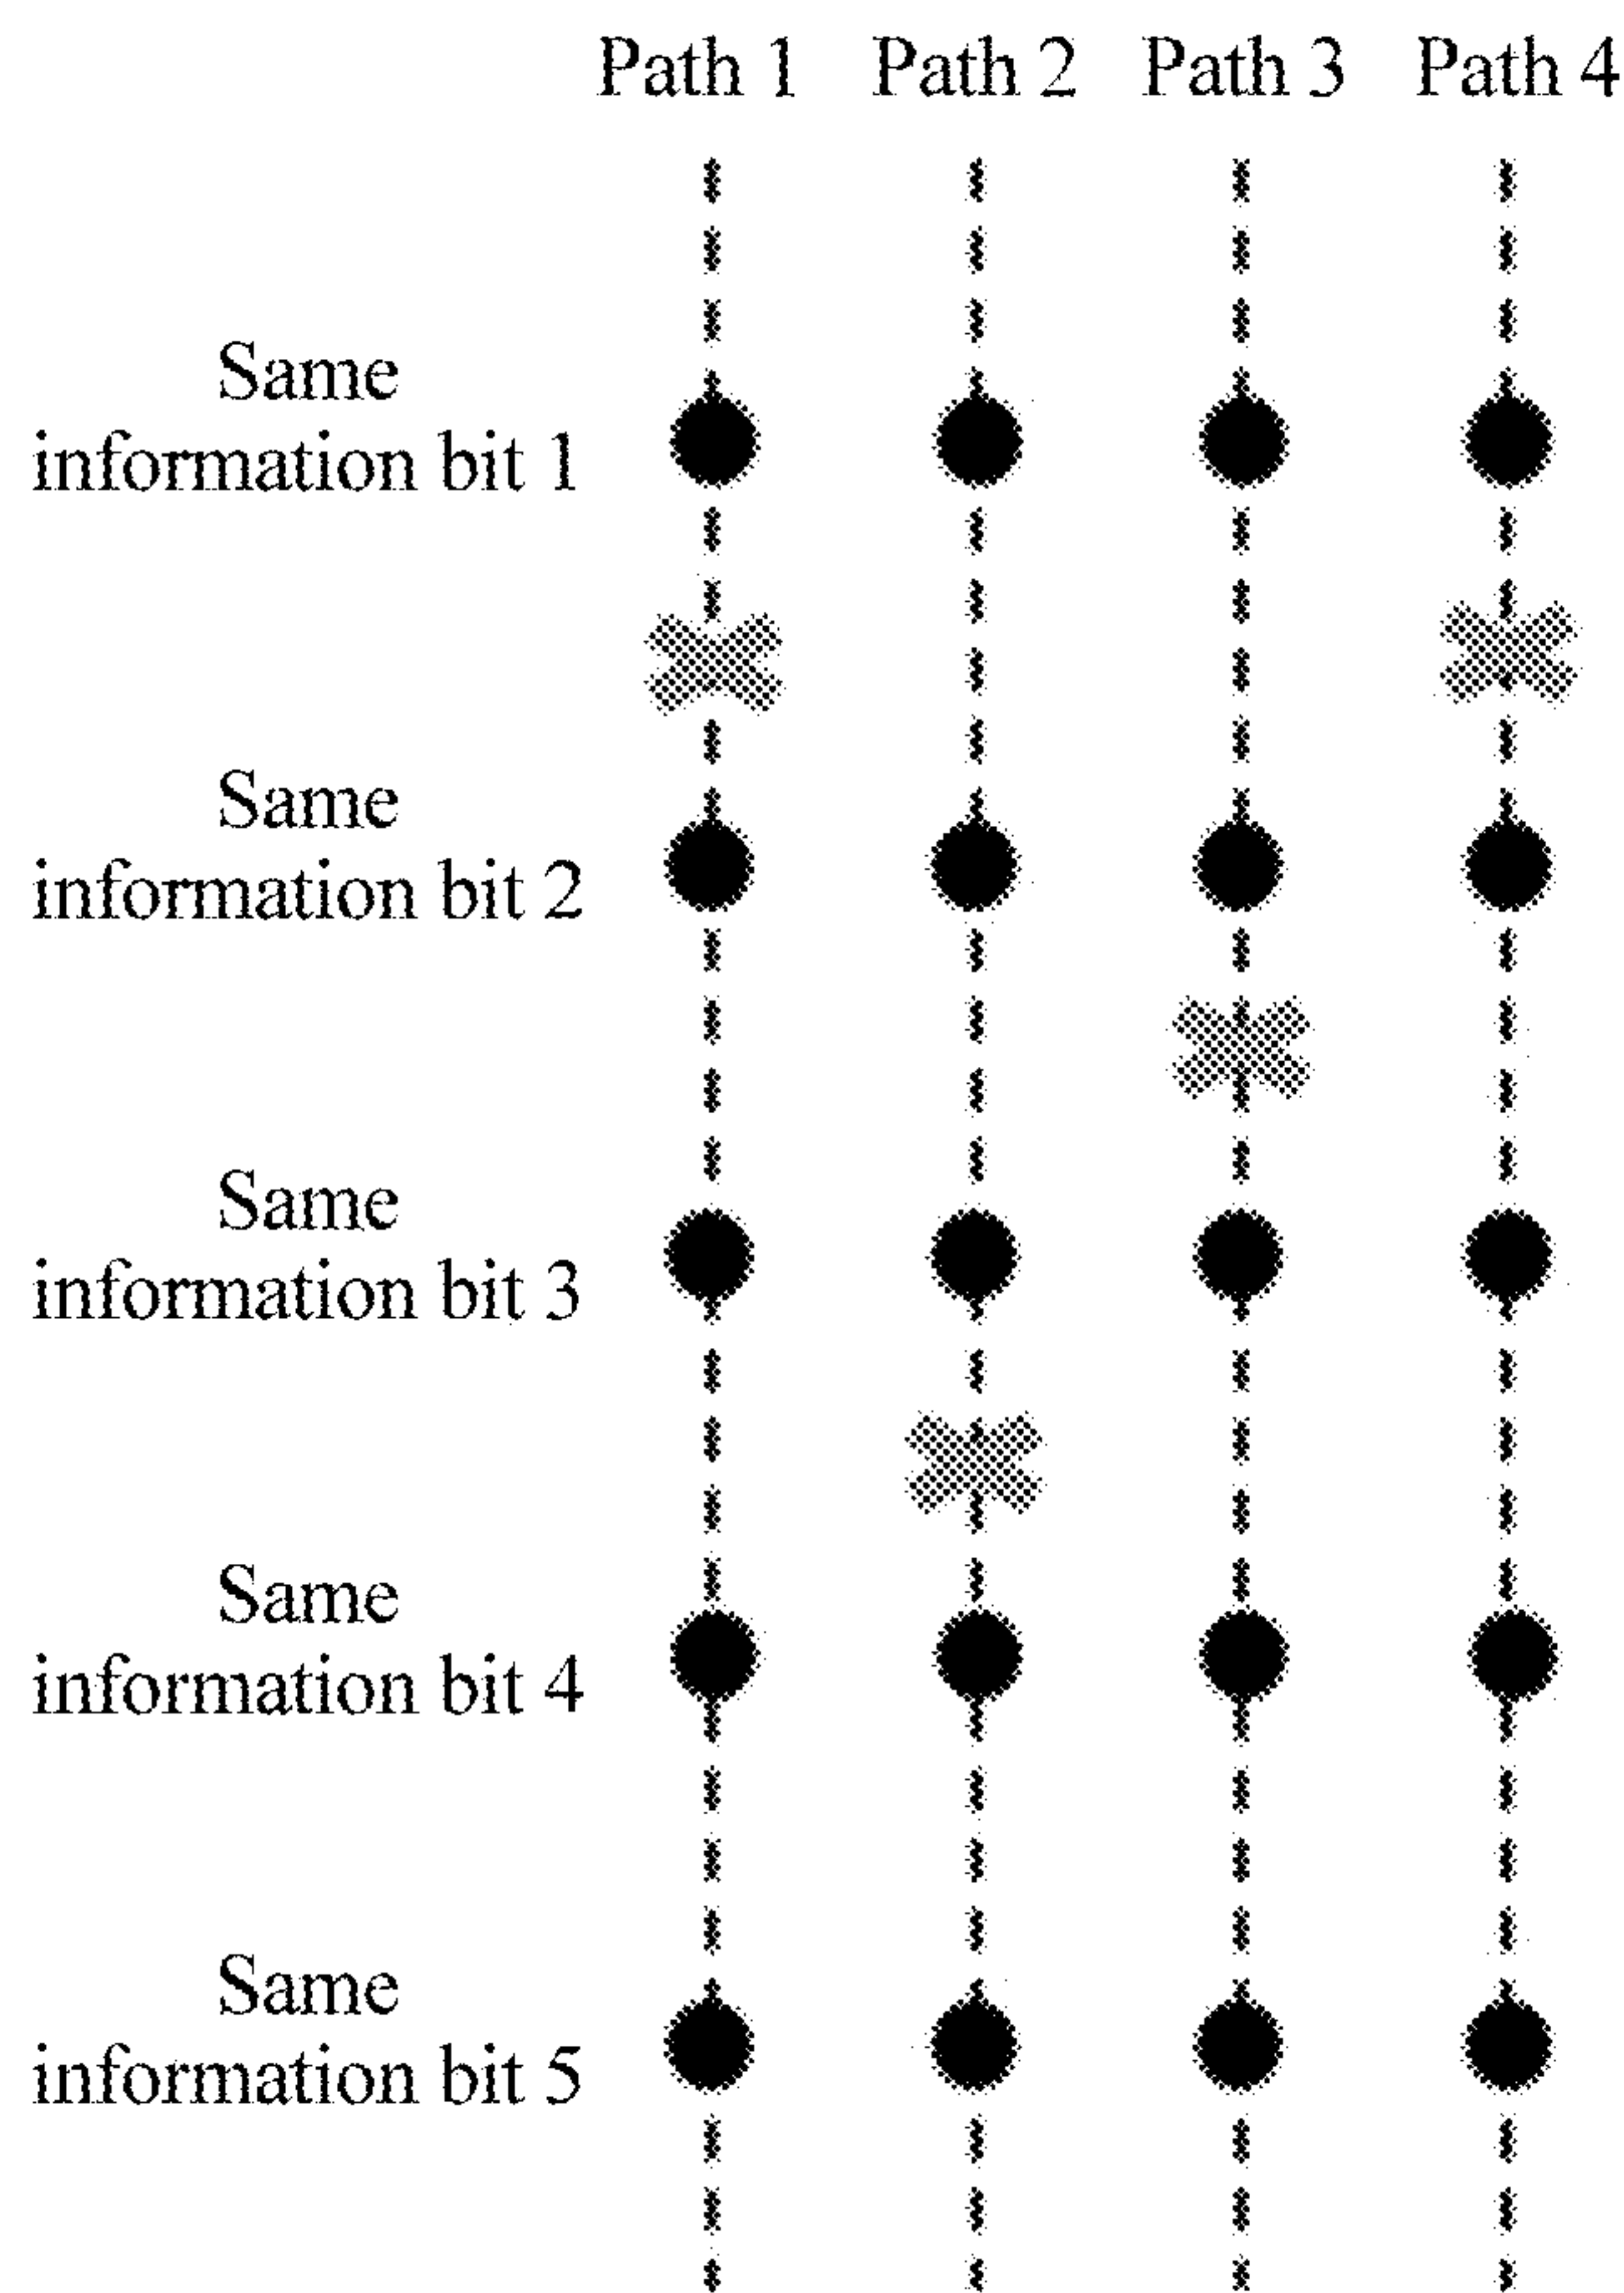 Path 1 Path 2 Path 3 Path 4
Same
information bit 1
Same
information bit 2
Same
information bit 3
Same
information bit 4
Same
information bit 5